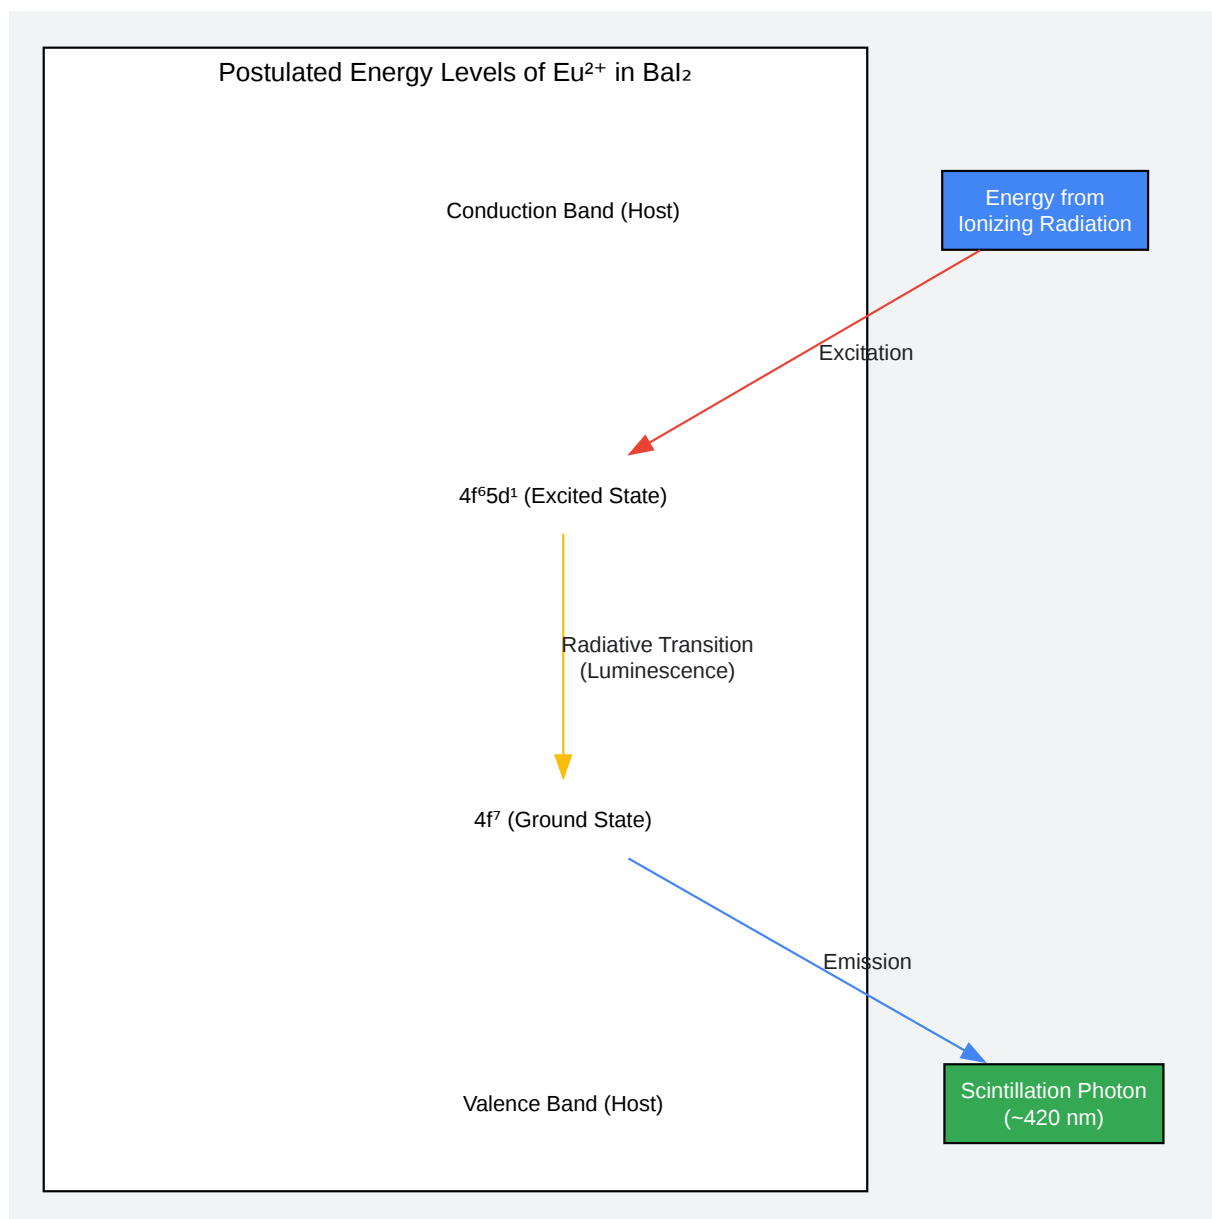 Postulated Energy Levels of Eu²⁺ in BaI₂
Conduction Band (Host)
Energy from
Ionizing Radiation
Excitation
4f⁶5d¹ (Excited State)
Radiative Transition
(Luminescence)
4f⁷ (Ground State)
Emission
Scintillation Photon
(~420 nm)
Valence Band (Host)